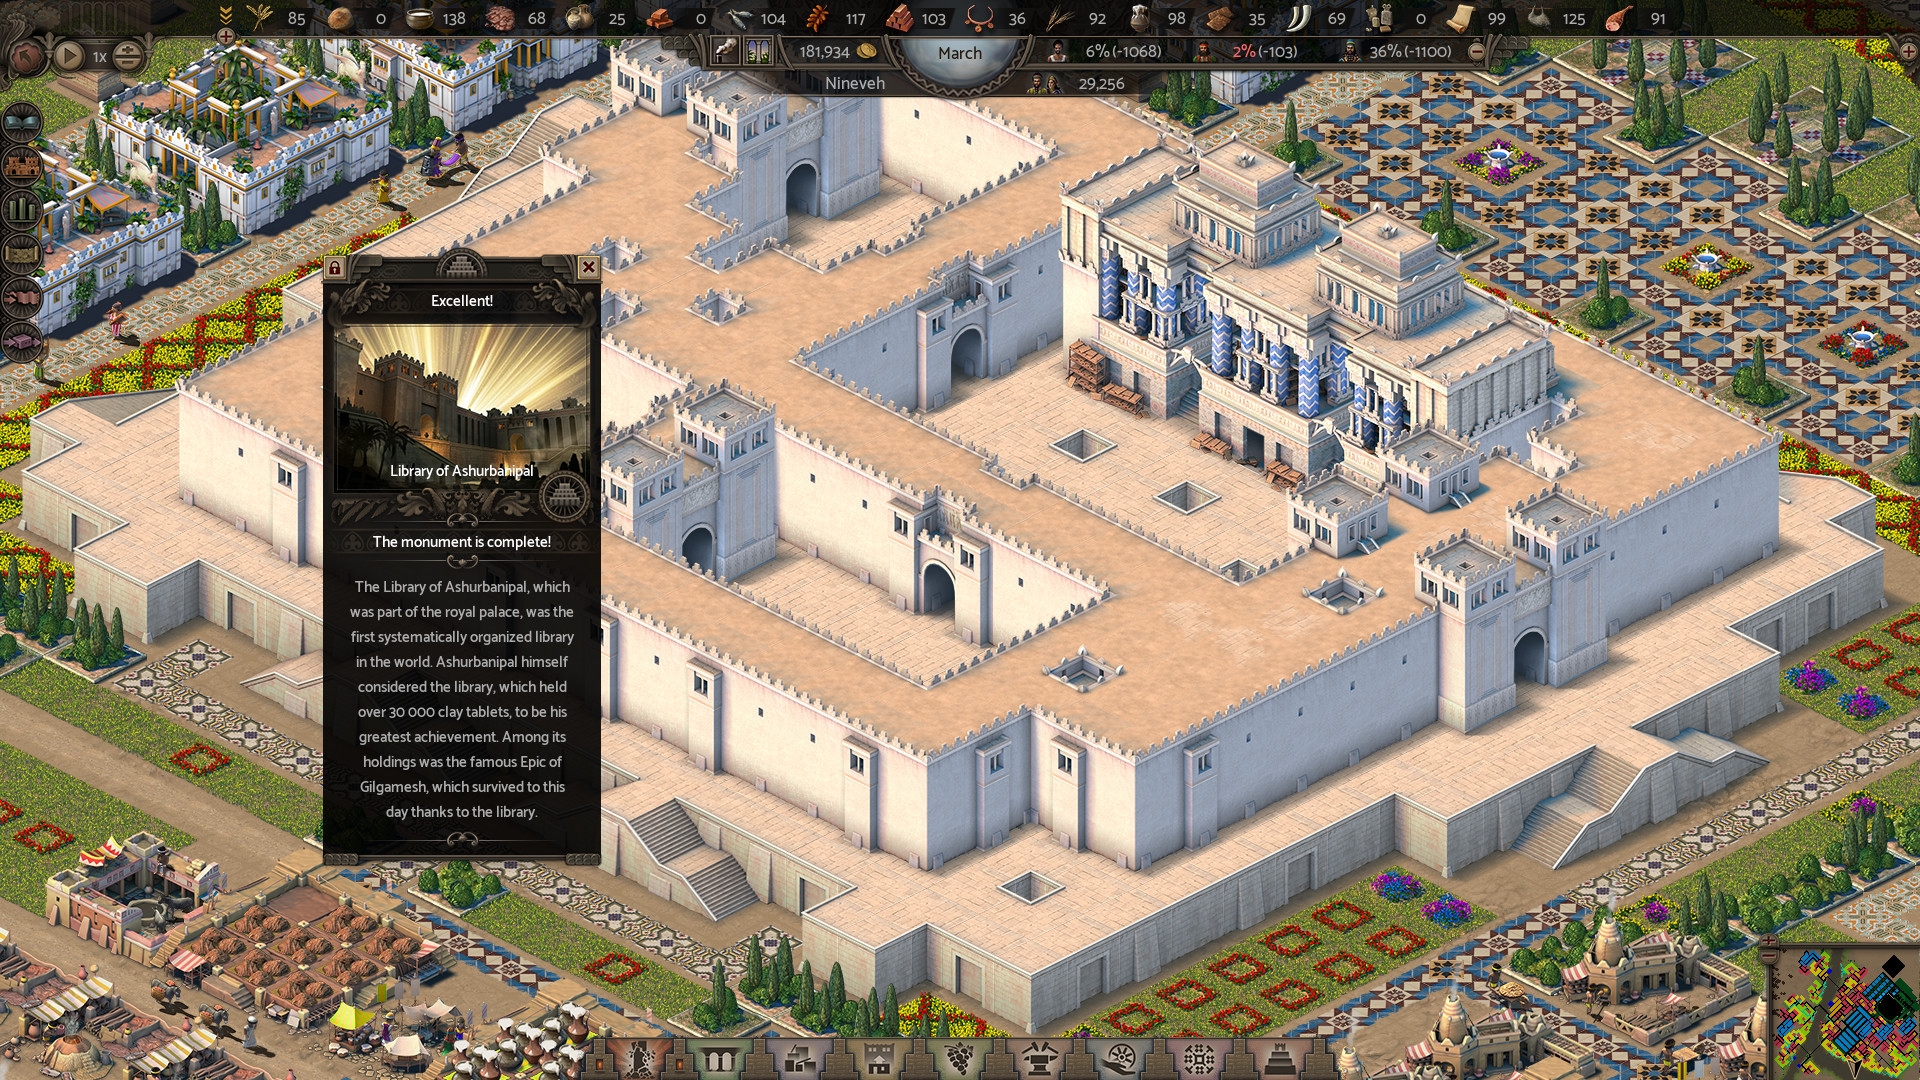 85 0 138 68 25 0 104 117 103 36 92 98 35 69 0 99 125 91
1x 181,934 March 6% (-1068) 2% (-103) 36% (-1100)
Nineveh 29,256
Excellent!
Library of Ashurbanipal
The monument is complete!
The Library of Ashurbanipal, which
was part of the royal palace, was the
first systematically organized library
in the world. Ashurbanipal himself
considered the library, which held
over 30 000 clay tablets, to be his
greatest achievement. Among its
holdings was the famous Epic of
Gilgamesh, which survived to this
day thanks to the library.